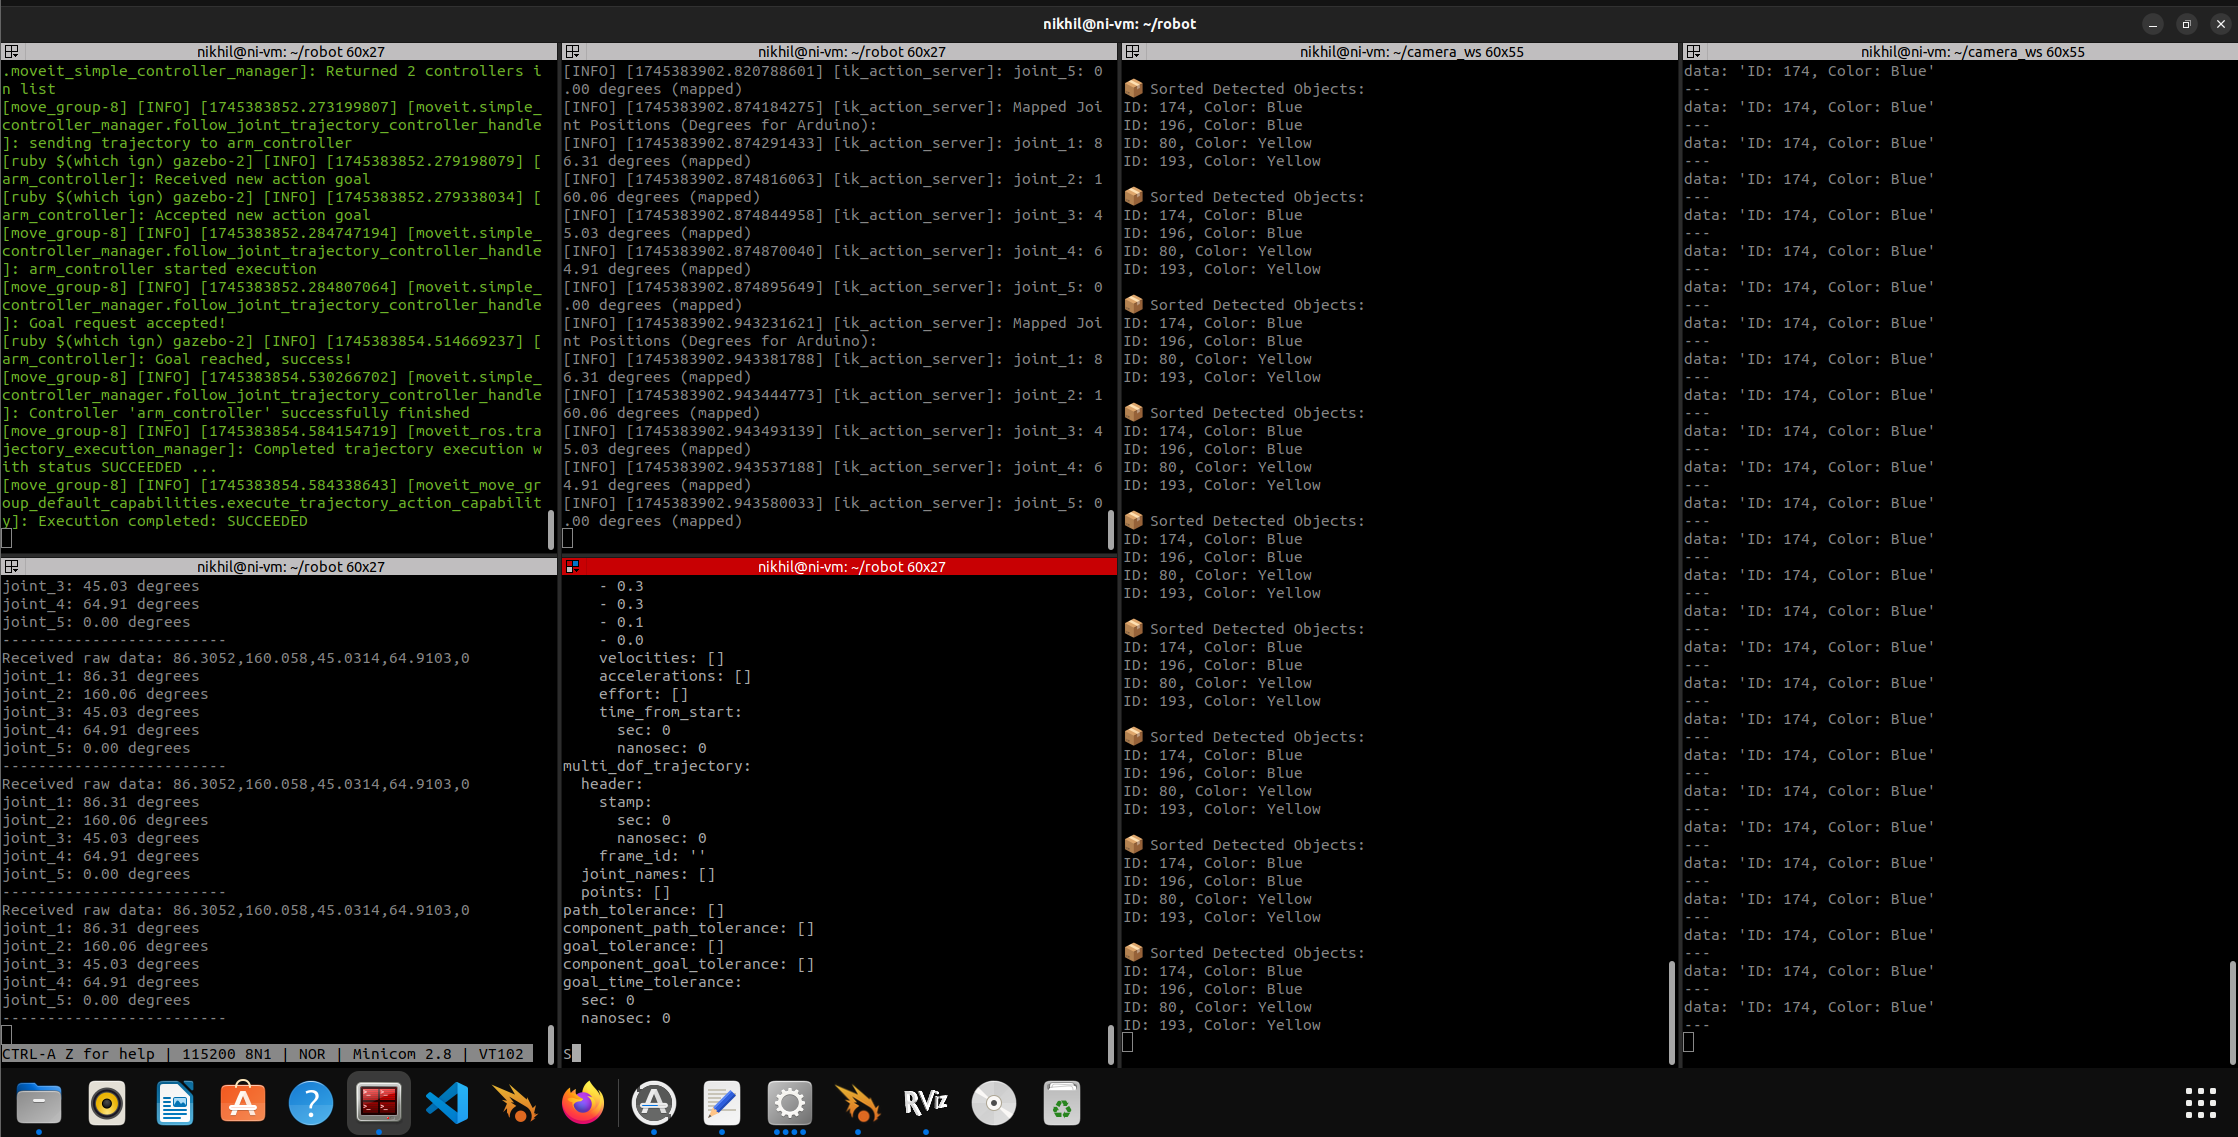 nikhil@ni-vm: ~/robot
nikhil@ni-vm: ~/robot 60x27
.moveit_simple_controller_manager]: Returned 2 controllers i
n list
[move_group-8] [INFO] [1745383852.273199807] [moveit.simple_
controller_manager.follow_joint_trajectory_controller_handle
]: sending trajectory to arm_controller
[ruby $(which ign) gazebo-2] [INFO] [1745383852.279198079] [
arm_controller]: Received new action goal
[ruby $(which ign) gazebo-2] [INFO] [1745383852.279338034] [
arm_controller]: Accepted new action goal
[move_group-8] [INFO] [1745383852.284747194] [moveit.simple_
controller_manager.follow_joint_trajectory_controller_handle
]: arm_controller started execution
[move_group-8] [INFO] [1745383852.284807064] [moveit.simple_
controller_manager.follow_joint_trajectory_controller_handle
]: Goal request accepted!
[ruby $(which ign) gazebo-2] [INFO] [1745383854.514669237] [
arm_controller]: Goal reached, success!
[move_group-8] [INFO] [1745383854.530266702] [moveit.simple_
controller_manager.follow_joint_trajectory_controller_handle
]: Controller 'arm_controller' successfully finished
[move_group-8] [INFO] [1745383854.584154719] [moveit_ros.tra
jectory_execution_manager]: Completed trajectory execution w
ith status SUCCEEDED ...
[move_group-8] [INFO] [1745383854.584338643] [moveit_move_gr
oup_default_capabilities.execute_trajectory_action_capabilit
y]: Execution completed: SUCCEEDED
nikhil@ni-vm: ~/robot 60x27
[INFO] [1745383902.820788601] [ik_action_server]: joint_5: 0
.00 degrees (mapped)
[INFO] [1745383902.874184275] [ik_action_server]: Mapped Joi
nt Positions (Degrees for Arduino):
[INFO] [1745383902.874291433] [ik_action_server]: joint_1: 8
6.31 degrees (mapped)
[INFO] [1745383902.874816063] [ik_action_server]: joint_2: 1
60.06 degrees (mapped)
[INFO] [1745383902.874844958] [ik_action_server]: joint_3: 4
5.03 degrees (mapped)
[INFO] [1745383902.874870040] [ik_action_server]: joint_4: 6
4.91 degrees (mapped)
[INFO] [1745383902.874895649] [ik_action_server]: joint_5: 0
.00 degrees (mapped)
[INFO] [1745383902.943231621] [ik_action_server]: Mapped Joi
nt Positions (Degrees for Arduino):
[INFO] [1745383902.943381788] [ik_action_server]: joint_1: 8
6.31 degrees (mapped)
[INFO] [1745383902.943444773] [ik_action_server]: joint_2: 1
60.06 degrees (mapped)
[INFO] [1745383902.943493139] [ik_action_server]: joint_3: 4
5.03 degrees (mapped)
[INFO] [1745383902.943537188] [ik_action_server]: joint_4: 6
4.91 degrees (mapped)
[INFO] [1745383902.943580033] [ik_action_server]: joint_5: 0
.00 degrees (mapped)
nikhil@ni-vm: ~/robot 60x27
joint_3: 45.03 degrees
joint_4: 64.91 degrees
joint_5: 0.00 degrees
-------------------------
Received raw data: 86.3052,160.058,45.0314,64.9103,0
joint_1: 86.31 degrees
joint_2: 160.06 degrees
joint_3: 45.03 degrees
joint_4: 64.91 degrees
joint_5: 0.00 degrees
-------------------------
Received raw data: 86.3052,160.058,45.0314,64.9103,0
joint_1: 86.31 degrees
joint_2: 160.06 degrees
joint_3: 45.03 degrees
joint_4: 64.91 degrees
joint_5: 0.00 degrees
-------------------------
Received raw data: 86.3052,160.058,45.0314,64.9103,0
joint_1: 86.31 degrees
joint_2: 160.06 degrees
joint_3: 45.03 degrees
joint_4: 64.91 degrees
joint_5: 0.00 degrees
-------------------------
CTRL-A Z for help | 115200 8N1 | NOR | Minicom 2.8 | VT102
nikhil@ni-vm: ~/robot 60x27
- 0.3
- 0.3
- 0.1
- 0.0
velocities: []
accelerations: []
effort: []
time_from_start:
sec: 0
nanosec: 0
multi_dof_trajectory:
header:
stamp:
sec: 0
nanosec: 0
frame_id: ''
joint_names: []
points: []
path_tolerance: []
component_path_tolerance: []
goal_tolerance: []
component_goal_tolerance: []
goal_time_tolerance:
sec: 0
nanosec: 0
S
nikhil@ni-vm: ~/camera_ws 60x55
📦 Sorted Detected Objects:
ID: 174, Color: Blue
ID: 196, Color: Blue
ID: 80, Color: Yellow
ID: 193, Color: Yellow
📦 Sorted Detected Objects:
ID: 174, Color: Blue
ID: 196, Color: Blue
ID: 80, Color: Yellow
ID: 193, Color: Yellow
📦 Sorted Detected Objects:
ID: 174, Color: Blue
ID: 196, Color: Blue
ID: 80, Color: Yellow
ID: 193, Color: Yellow
📦 Sorted Detected Objects:
ID: 174, Color: Blue
ID: 196, Color: Blue
ID: 80, Color: Yellow
ID: 193, Color: Yellow
📦 Sorted Detected Objects:
ID: 174, Color: Blue
ID: 196, Color: Blue
ID: 80, Color: Yellow
ID: 193, Color: Yellow
📦 Sorted Detected Objects:
ID: 174, Color: Blue
ID: 196, Color: Blue
ID: 80, Color: Yellow
ID: 193, Color: Yellow
📦 Sorted Detected Objects:
ID: 174, Color: Blue
ID: 196, Color: Blue
ID: 80, Color: Yellow
ID: 193, Color: Yellow
📦 Sorted Detected Objects:
ID: 174, Color: Blue
ID: 196, Color: Blue
ID: 80, Color: Yellow
ID: 193, Color: Yellow
📦 Sorted Detected Objects:
ID: 174, Color: Blue
ID: 196, Color: Blue
ID: 80, Color: Yellow
ID: 193, Color: Yellow
nikhil@ni-vm: ~/camera_ws 60x55
data: 'ID: 174, Color: Blue'
---
data: 'ID: 174, Color: Blue'
---
data: 'ID: 174, Color: Blue'
---
data: 'ID: 174, Color: Blue'
---
data: 'ID: 174, Color: Blue'
---
data: 'ID: 174, Color: Blue'
---
data: 'ID: 174, Color: Blue'
---
data: 'ID: 174, Color: Blue'
---
data: 'ID: 174, Color: Blue'
---
data: 'ID: 174, Color: Blue'
---
data: 'ID: 174, Color: Blue'
---
data: 'ID: 174, Color: Blue'
---
data: 'ID: 174, Color: Blue'
---
data: 'ID: 174, Color: Blue'
---
data: 'ID: 174, Color: Blue'
---
data: 'ID: 174, Color: Blue'
---
data: 'ID: 174, Color: Blue'
---
data: 'ID: 174, Color: Blue'
---
data: 'ID: 174, Color: Blue'
---
data: 'ID: 174, Color: Blue'
---
data: 'ID: 174, Color: Blue'
---
data: 'ID: 174, Color: Blue'
---
data: 'ID: 174, Color: Blue'
---
data: 'ID: 174, Color: Blue'
---
data: 'ID: 174, Color: Blue'
---
data: 'ID: 174, Color: Blue'
---
data: 'ID: 174, Color: Blue'
---
RViz